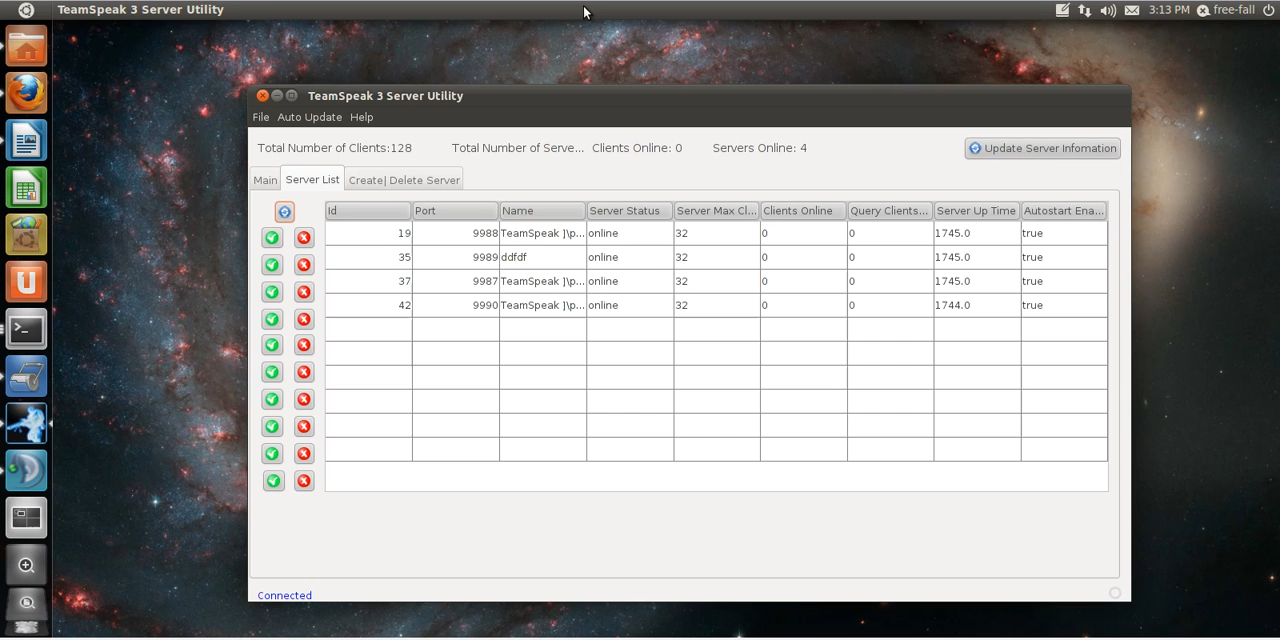 TeamSpeak 3 Server Utility 3:13 PM free-fall
TeamSpeak 3 Server Utility
File Auto Update Help
Total Number of Clients:128 Total Number of Serve... Clients Online: 0 Servers Online: 4 Update Server Infomation
Main Server List Create| Delete Server
Id Port Name Server Status Server Max Cl... Clients Online Query Clients... Server Up Time Autostart Ena...
19 9988 TeamSpeak ]\p... online 32 0 0 1745.0 true
35 9989 ddfdf online 32 0 0 1745.0 true
37 9987 TeamSpeak ]\p... online 32 0 0 1745.0 true
42 9990 TeamSpeak ]\p... online 32 0 0 1744.0 true
Connected